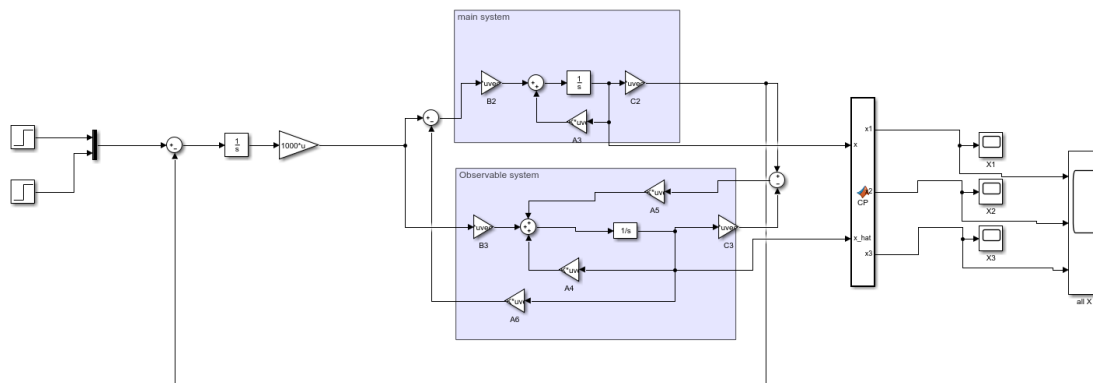 main system
B2
1
s
C2
A3
1
s
1000*u
x1
x
X1
CP
X2
x_hat
x3
X3
all X
Observable system
A5
B3
1/s
C3
A4
A6